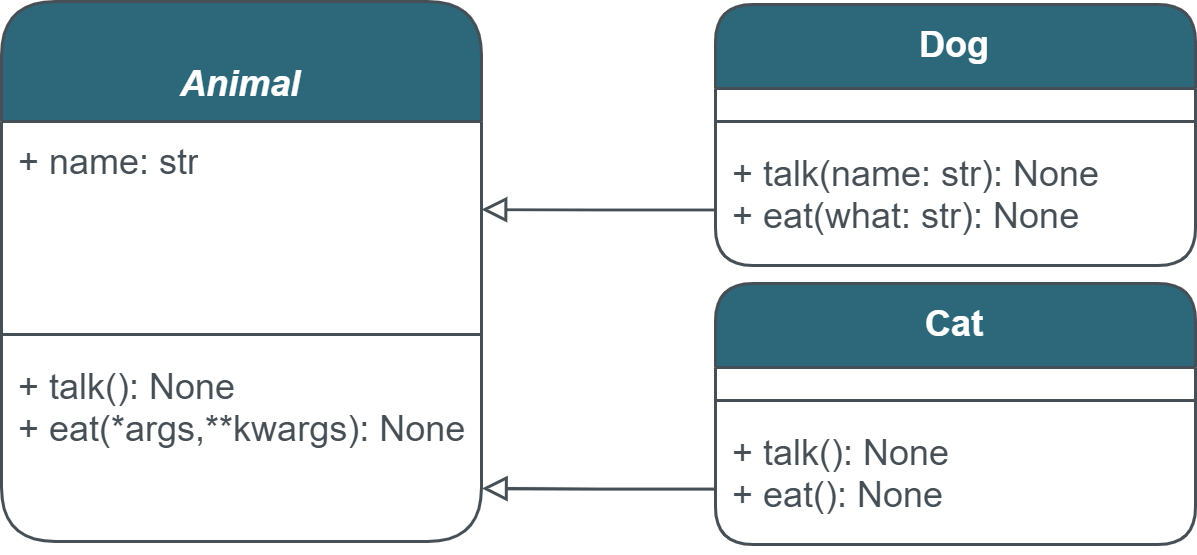 Animal
+ name: str
+ talk(): None
+ eat(*args,**kwargs): None
Dog
+ talk(name: str): None
+ eat(what: str): None
Cat
+ talk(): None
+ eat(): None